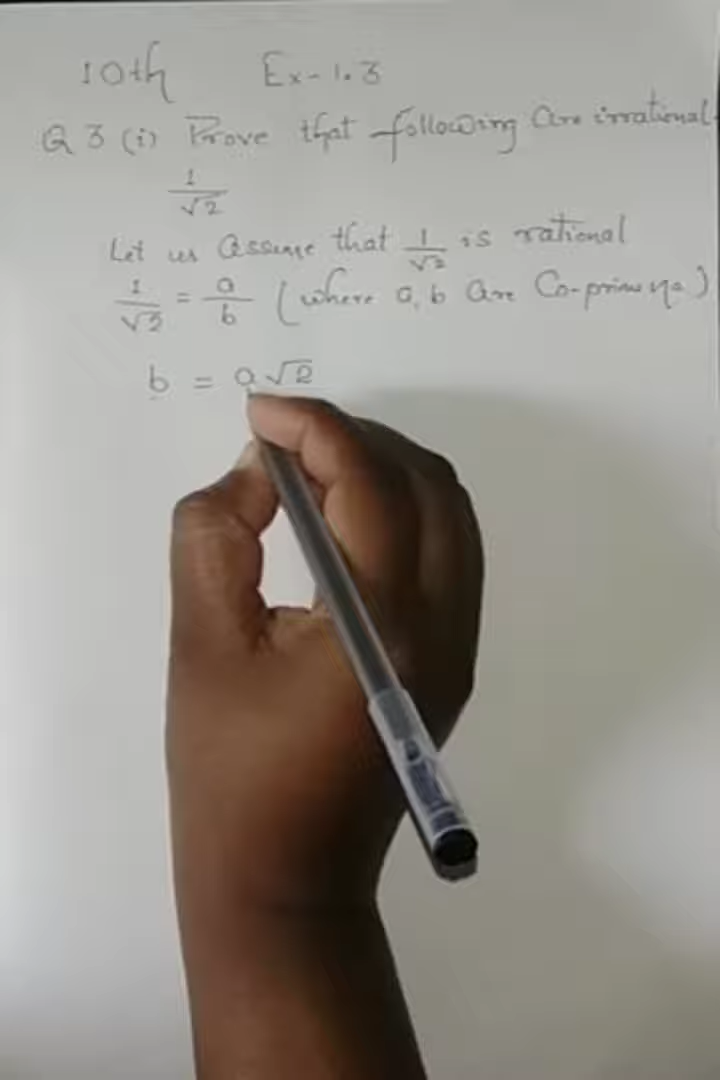 10th Ex-1.3
Q 3 (i) Prove that following are irrational
1/√2
Let us assume that 1/√2 is rational
1/√3 = a/b (where a, b are Co-prime no.)
b = a√2